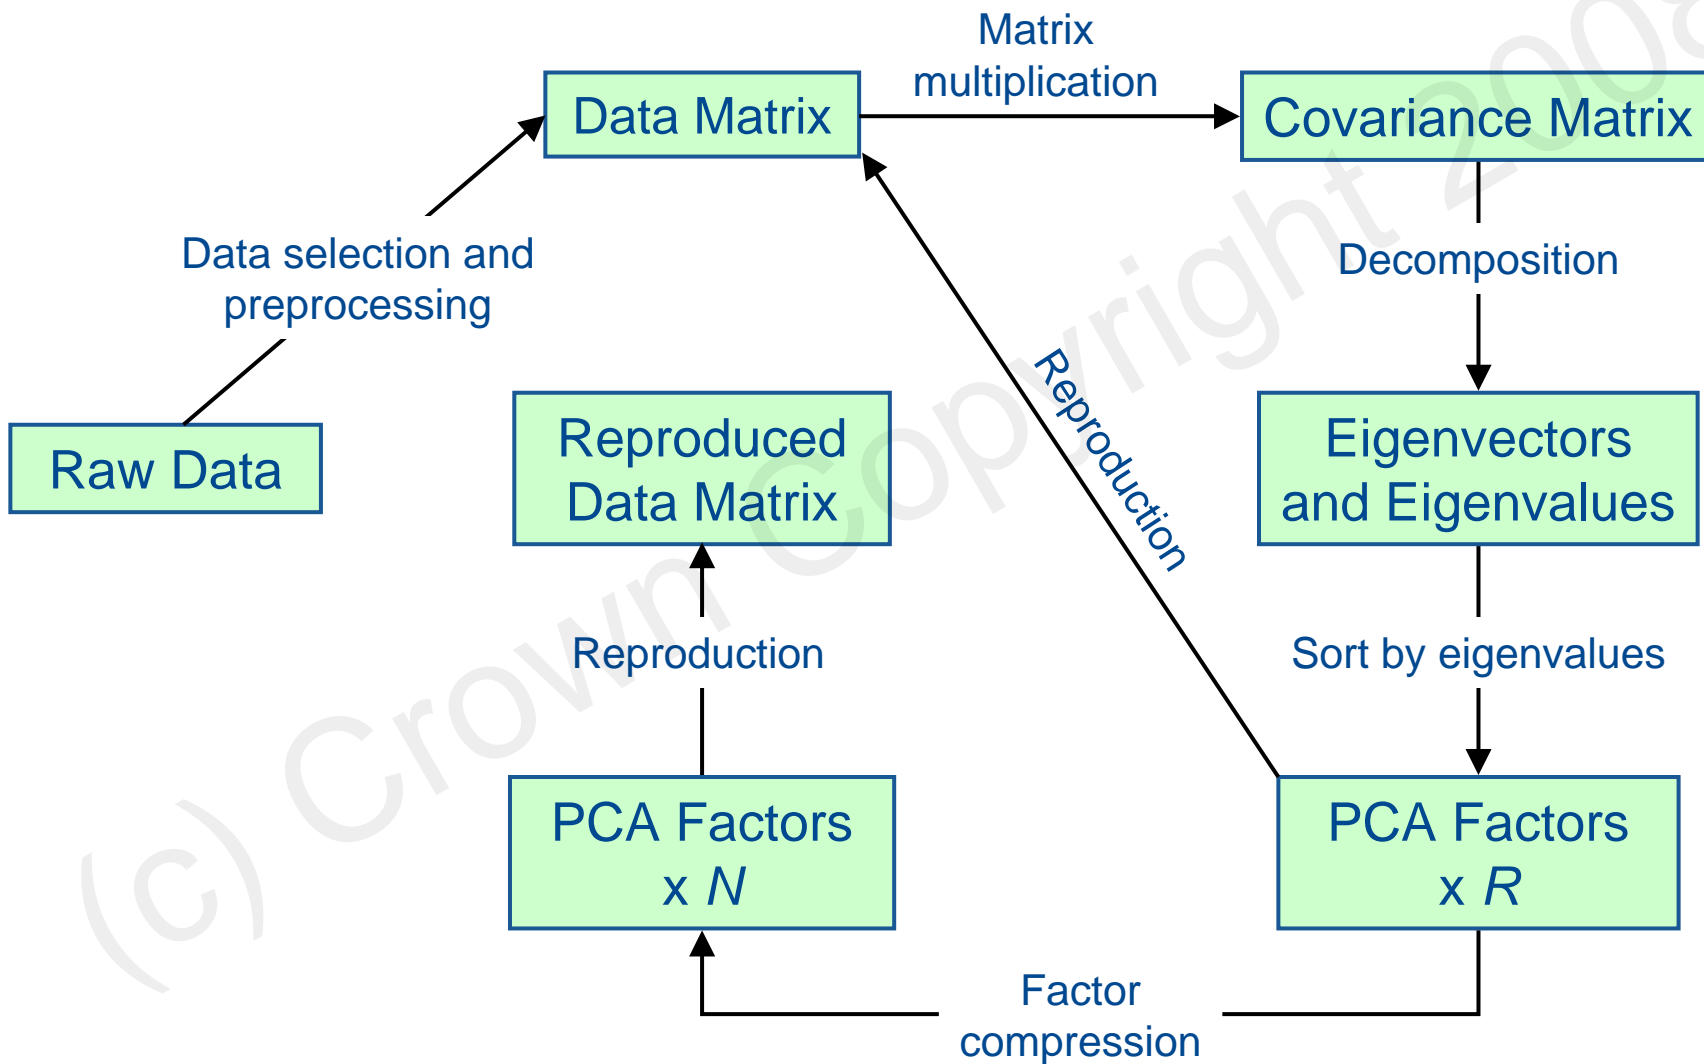 Matrix
multiplication
Data Matrix
Covariance Matrix
Data selection and
preprocessing
Decomposition
Reproduction
Raw Data
Reproduced
Data Matrix
Eigenvectors
and Eigenvalues
Reproduction
Sort by eigenvalues
PCA Factors
x N
PCA Factors
x R
Factor
compression
(c) Crown Copyright 2008